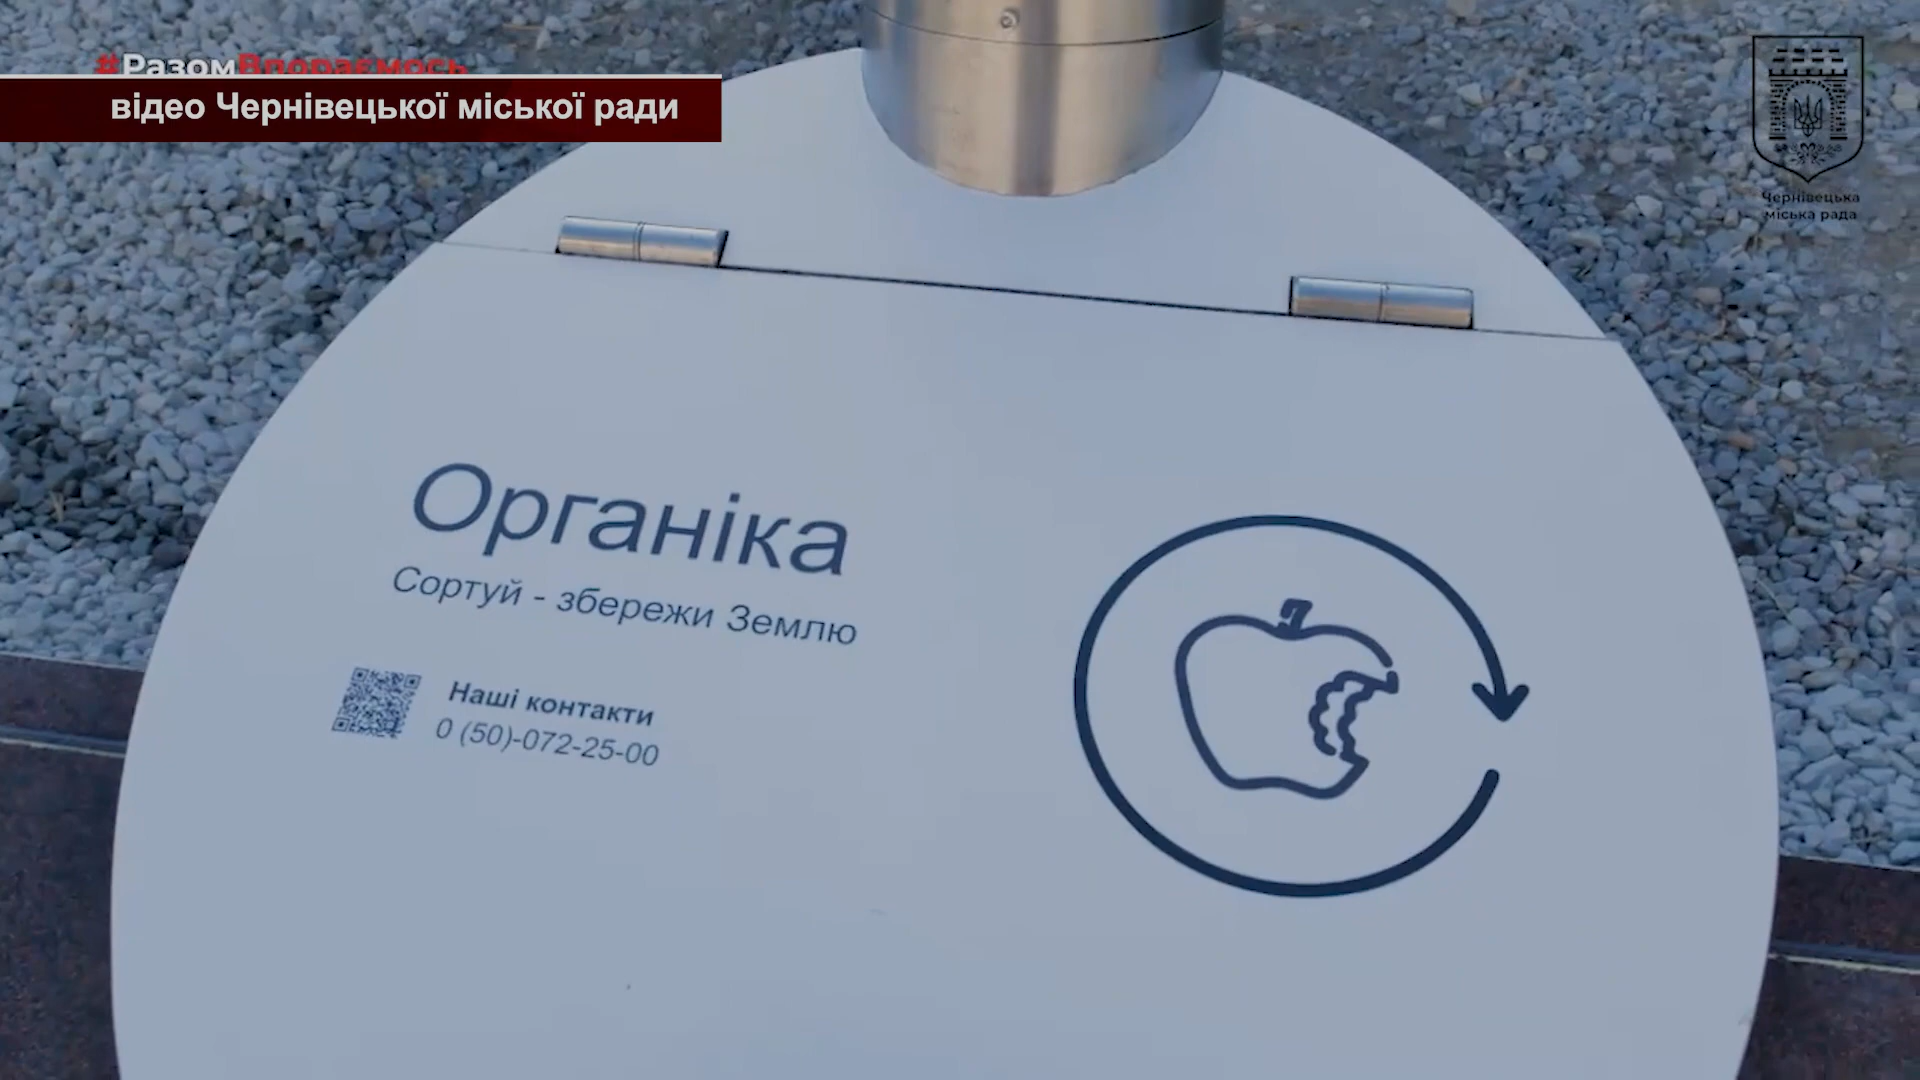 #РазомВпораємось
відео Чернівецької міської ради
Чернівецька
міська рада
Органіка
Сортуй - збережи Землю
Наші контакти
0 (50)-072-25-00